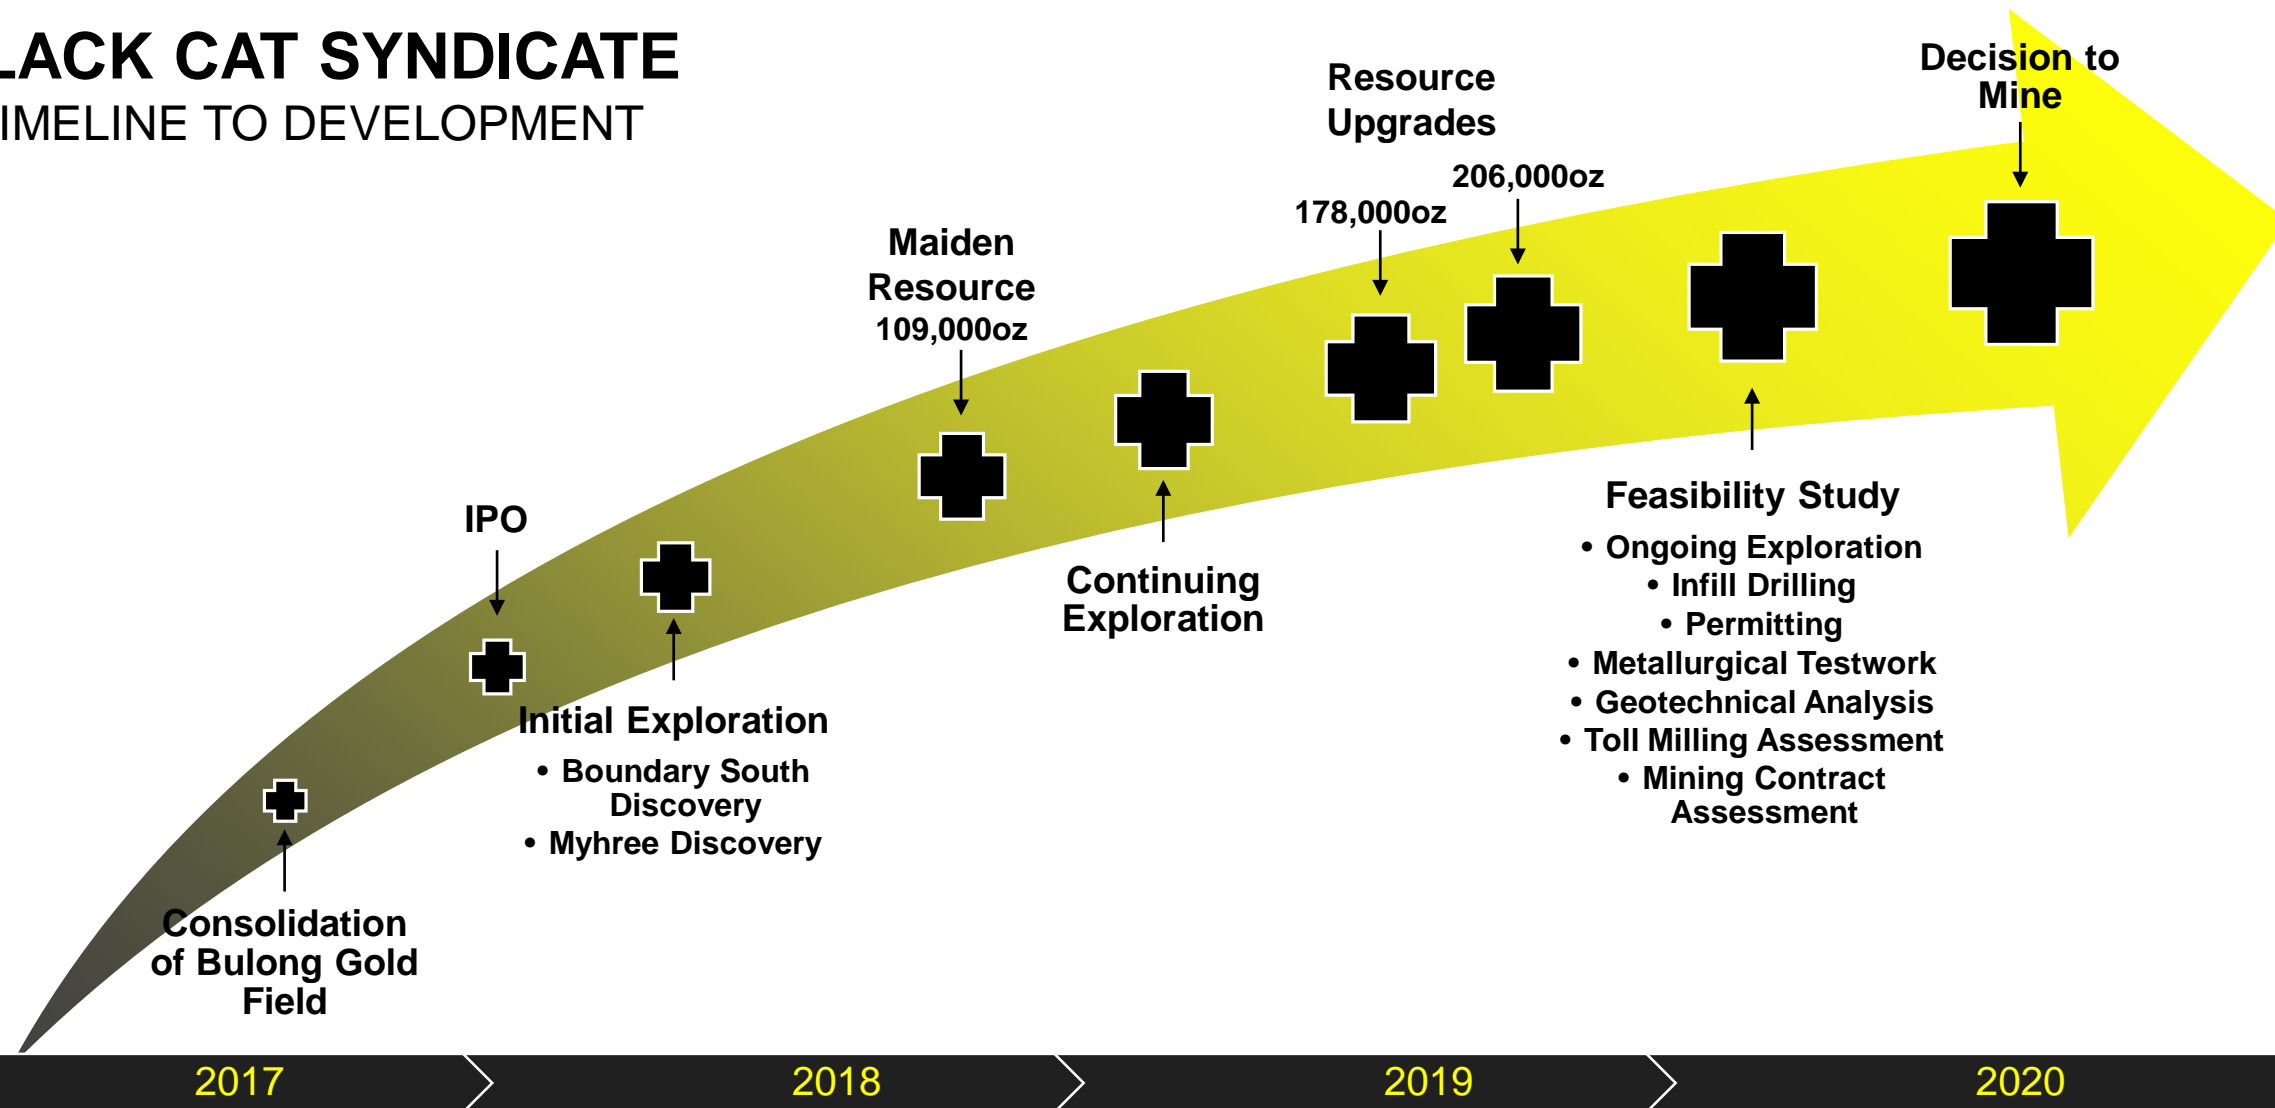 LACK CAT SYNDICATE
IMELINE TO DEVELOPMENT
Decision to
Mine
Resource
Upgrades
206,000oz
178,000oz
Maiden
Resource
109,000oz
IPO
Feasibility Study
• Ongoing Exploration
• Infill Drilling
• Permitting
• Metallurgical Testwork
• Geotechnical Analysis
• Toll Milling Assessment
• Mining Contract
Assessment
Continuing
Exploration
Initial Exploration
• Boundary South
Discovery
• Myhree Discovery
Consolidation
of Bulong Gold
Field
2017
2018
2019
2020